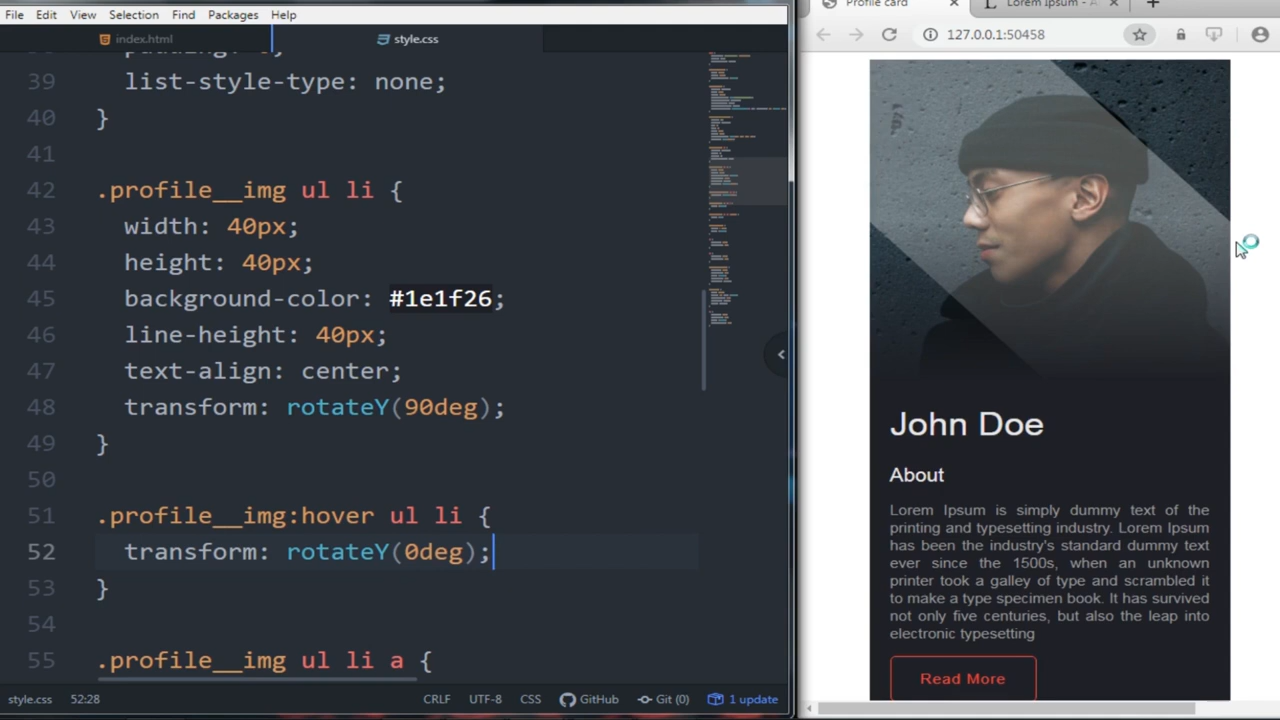 File Edit View Selection Find Packages Help
index.html
style.css
39 list-style-type: none;
40 }
41
42 .profile__img ul li {
43 width: 40px;
44 height: 40px;
45 background-color: #1e1f26;
46 line-height: 40px;
47 text-align: center;
48 transform: rotateY(90deg);
49 }
50
51 .profile__img:hover ul li {
52 transform: rotateY(0deg);
53 }
54
55 .profile__img ul li a {
style.css 52:28 CRLF UTF-8 CSS GitHub Git (0) 1 update
Profile card
Lorem Ipsum -
127.0.0.1:50458
John Doe
About
Lorem Ipsum is simply dummy text of the
printing and typesetting industry. Lorem Ipsum
has been the industry's standard dummy text
ever since the 1500s, when an unknown
printer took a galley of type and scrambled it
to make a type specimen book. It has survived
not only five centuries, but also the leap into
electronic typesetting
Read More